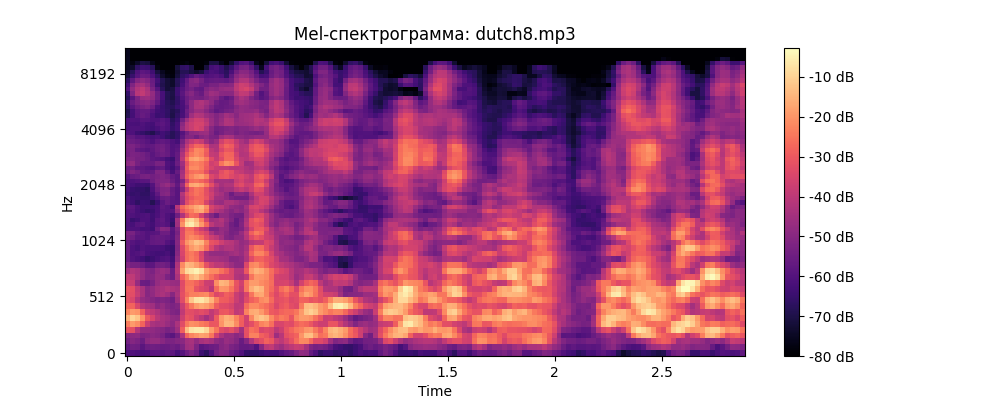 Mel-спектрограмма: dutch8.mp3
8192
4096
2048
1024
512
0
Hz
0 0.5 1 1.5 2 2.5
Time
-10 dB
-20 dB
-30 dB
-40 dB
-50 dB
-60 dB
-70 dB
-80 dB